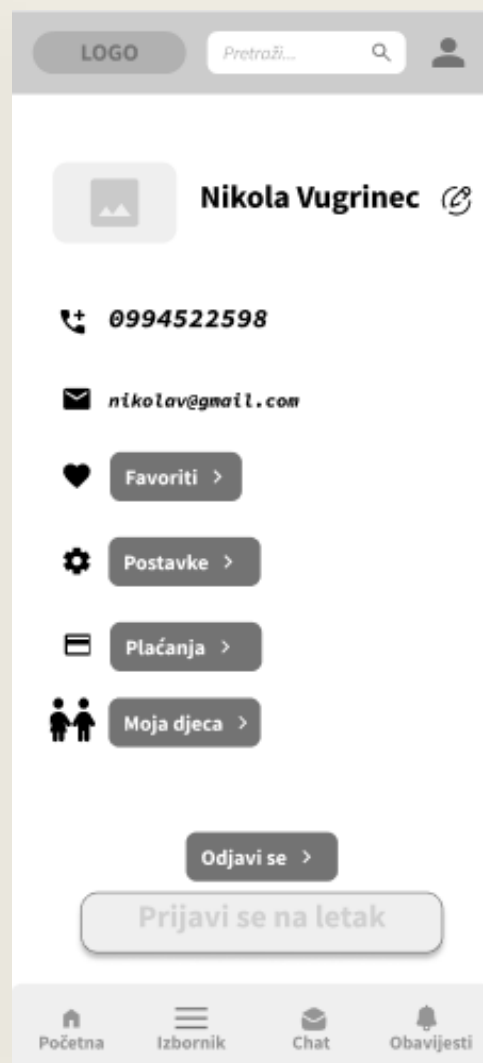 LOGO Pretraži...
Nikola Vugrinec
0994522598
nikolav@gmail.com
Favoriti >
Postavke >
Plaćanja >
Moja djeca >
Odjavi se >
Prijavi se na letak
Početna Izbornik Chat Obavijesti